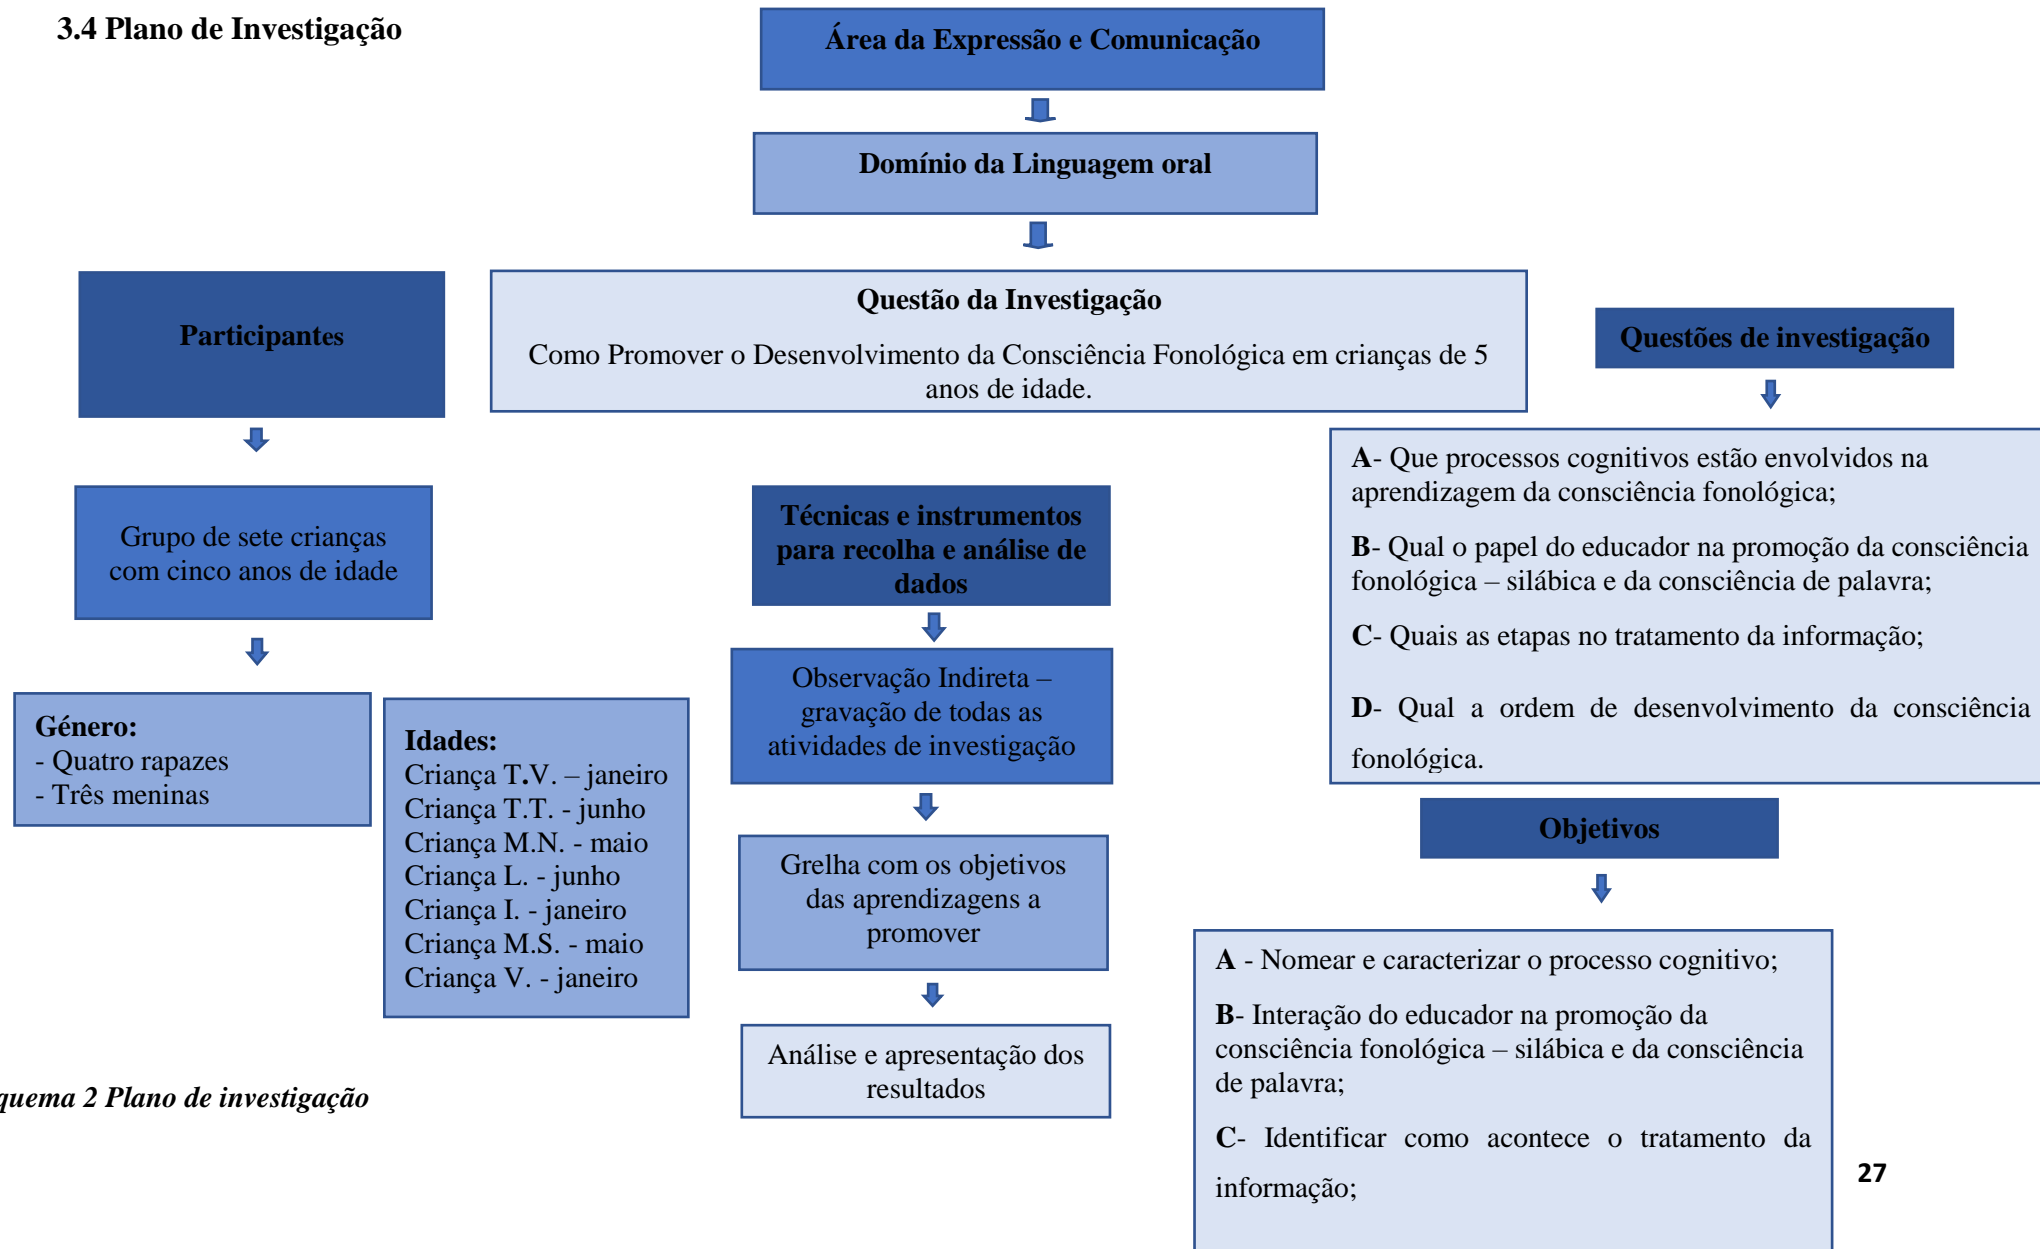 3.4 Plano de Investigação
Área da Expressão e Comunicação
Domínio da Linguagem oral
Participantes
Questão da Investigação
Como Promover o Desenvolvimento da Consciência Fonológica em crianças de 5
anos de idade.
Questões de investigação
A- Que processos cognitivos estão envolvidos na
aprendizagem da consciência fonológica;
B- Qual o papel do educador na promoção da consciência
fonológica – silábica e da consciência de palavra;
C- Quais as etapas no tratamento da informação;
D- Qual a ordem de desenvolvimento da consciência
fonológica.
Grupo de sete crianças
com cinco anos de idade
Género:
- Quatro rapazes
- Três meninas
Idades:
Criança T.V. – janeiro
Criança T.T. - junho
Criança M.N. - maio
Criança L. - junho
Criança I. - janeiro
Criança M.S. - maio
Criança V. - janeiro
Técnicas e instrumentos
para recolha e análise de
dados
Observação Indireta –
gravação de todas as
atividades de investigação
Grelha com os objetivos
das aprendizagens a
promover
Análise e apresentação dos
resultados
Objetivos
A - Nomear e caracterizar o processo cognitivo;
B- Interação do educador na promoção da
consciência fonológica – silábica e da consciência
de palavra;
C- Identificar como acontece o tratamento da
informação;
quema 2 Plano de investigação
27